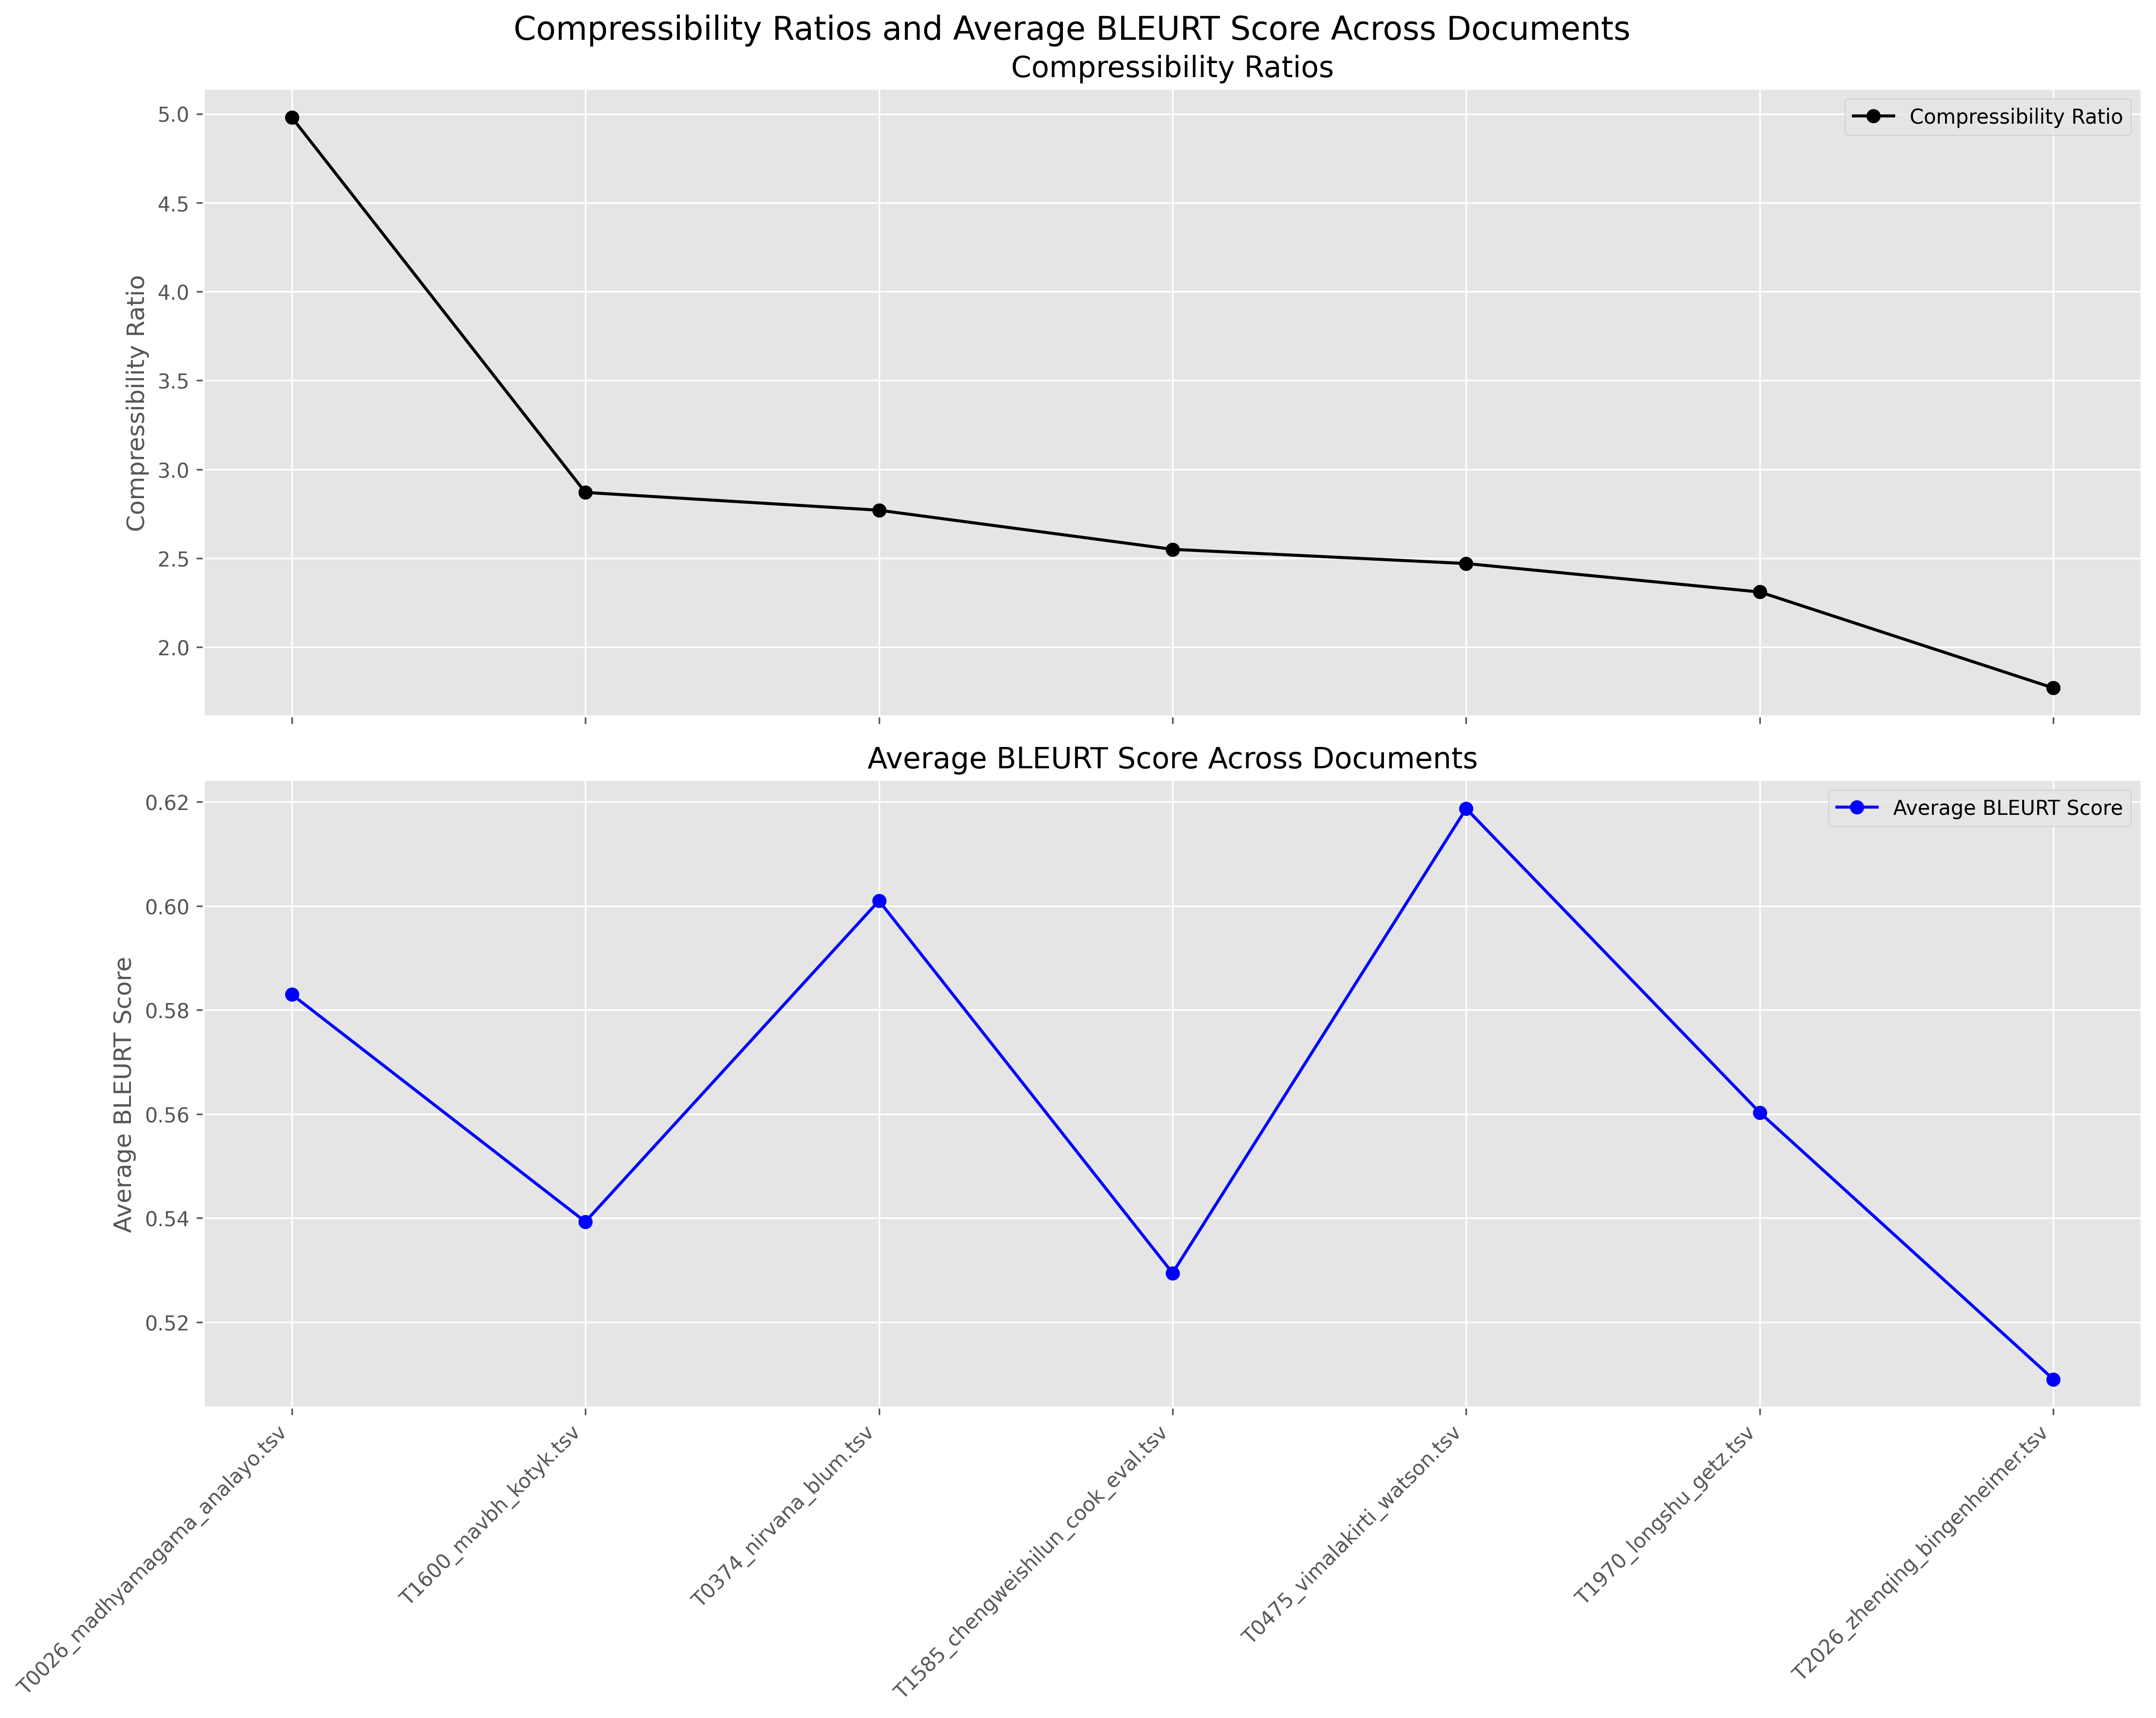 Compressibility Ratios and Average BLEURT Score Across Documents
Compressibility Ratios
Compressibility Ratio
Compressibility Ratio
5.0
4.5
4.0
3.5
3.0
2.5
2.0
Average BLEURT Score Across Documents
Average BLEURT Score
Average BLEURT Score
0.62
0.60
0.58
0.56
0.54
0.52
T0026_madhyamagama_analayo.tsv
T1600_mavbh_kotyk.tsv
T0374_nirvana_blum.tsv
T1585_chengweishilun_cook_eval.tsv
T0475_vimalakirti_watson.tsv
T1970_longshu_getz.tsv
T2026_zhenqing_bingenheimer.tsv